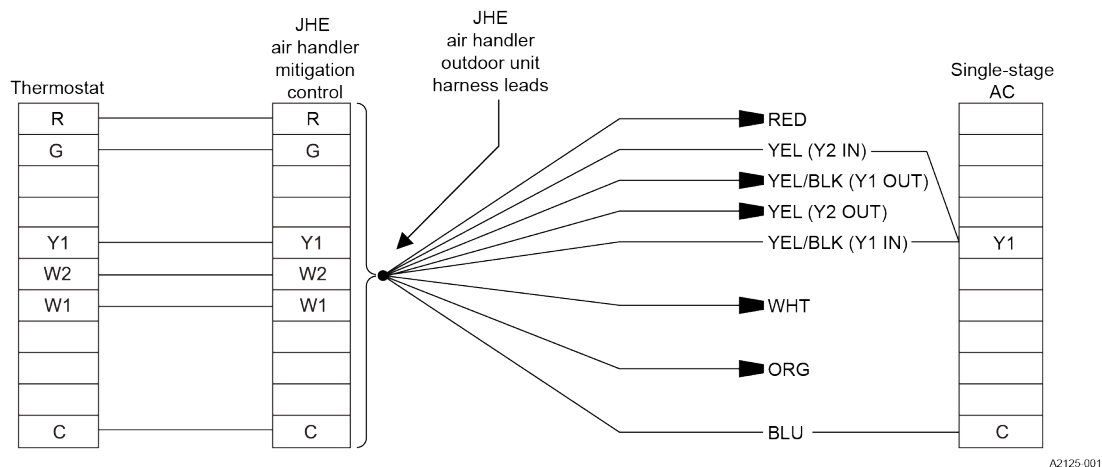 JHE
air handler
mitigation
control
JHE
air handler
outdoor unit
harness leads
Thermostat
Single-stage
AC
R
R
RED
G
G
YEL (Y2 IN)
YEL/BLK (Y1 OUT)
YEL (Y2 OUT)
Y1
Y1
YEL/BLK (Y1 IN)
Y1
W2
W2
W1
W1
WHT
ORG
C
C
BLU
C
A2125-001